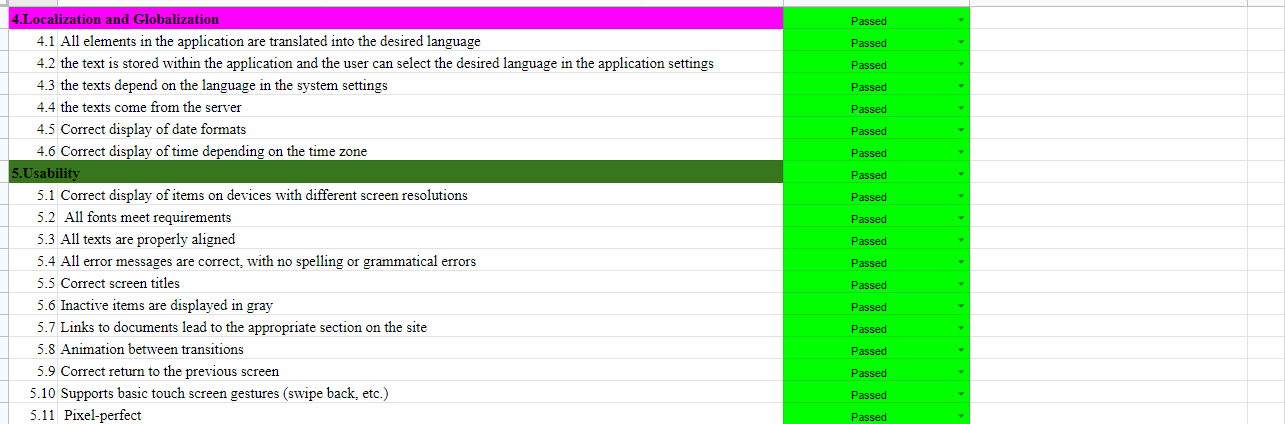 4.Localization and Globalization Passed
4.1 All elements in the application are translated into the desired language Passed
4.2 the text is stored within the application and the user can select the desired language in the application settings Passed
4.3 the texts depend on the language in the system settings Passed
4.4 the texts come from the server Passed
4.5 Correct display of date formats Passed
4.6 Correct display of time depending on the time zone Passed
5.Usability Passed
5.1 Correct display of items on devices with different screen resolutions Passed
5.2 All fonts meet requirements Passed
5.3 All texts are properly aligned Passed
5.4 All error messages are correct, with no spelling or grammatical errors Passed
5.5 Correct screen titles Passed
5.6 Inactive items are displayed in gray Passed
5.7 Links to documents lead to the appropriate section on the site Passed
5.8 Animation between transitions Passed
5.9 Correct return to the previous screen Passed
5.10 Supports basic touch screen gestures (swipe back, etc.) Passed
5.11 Pixel-perfect Passed